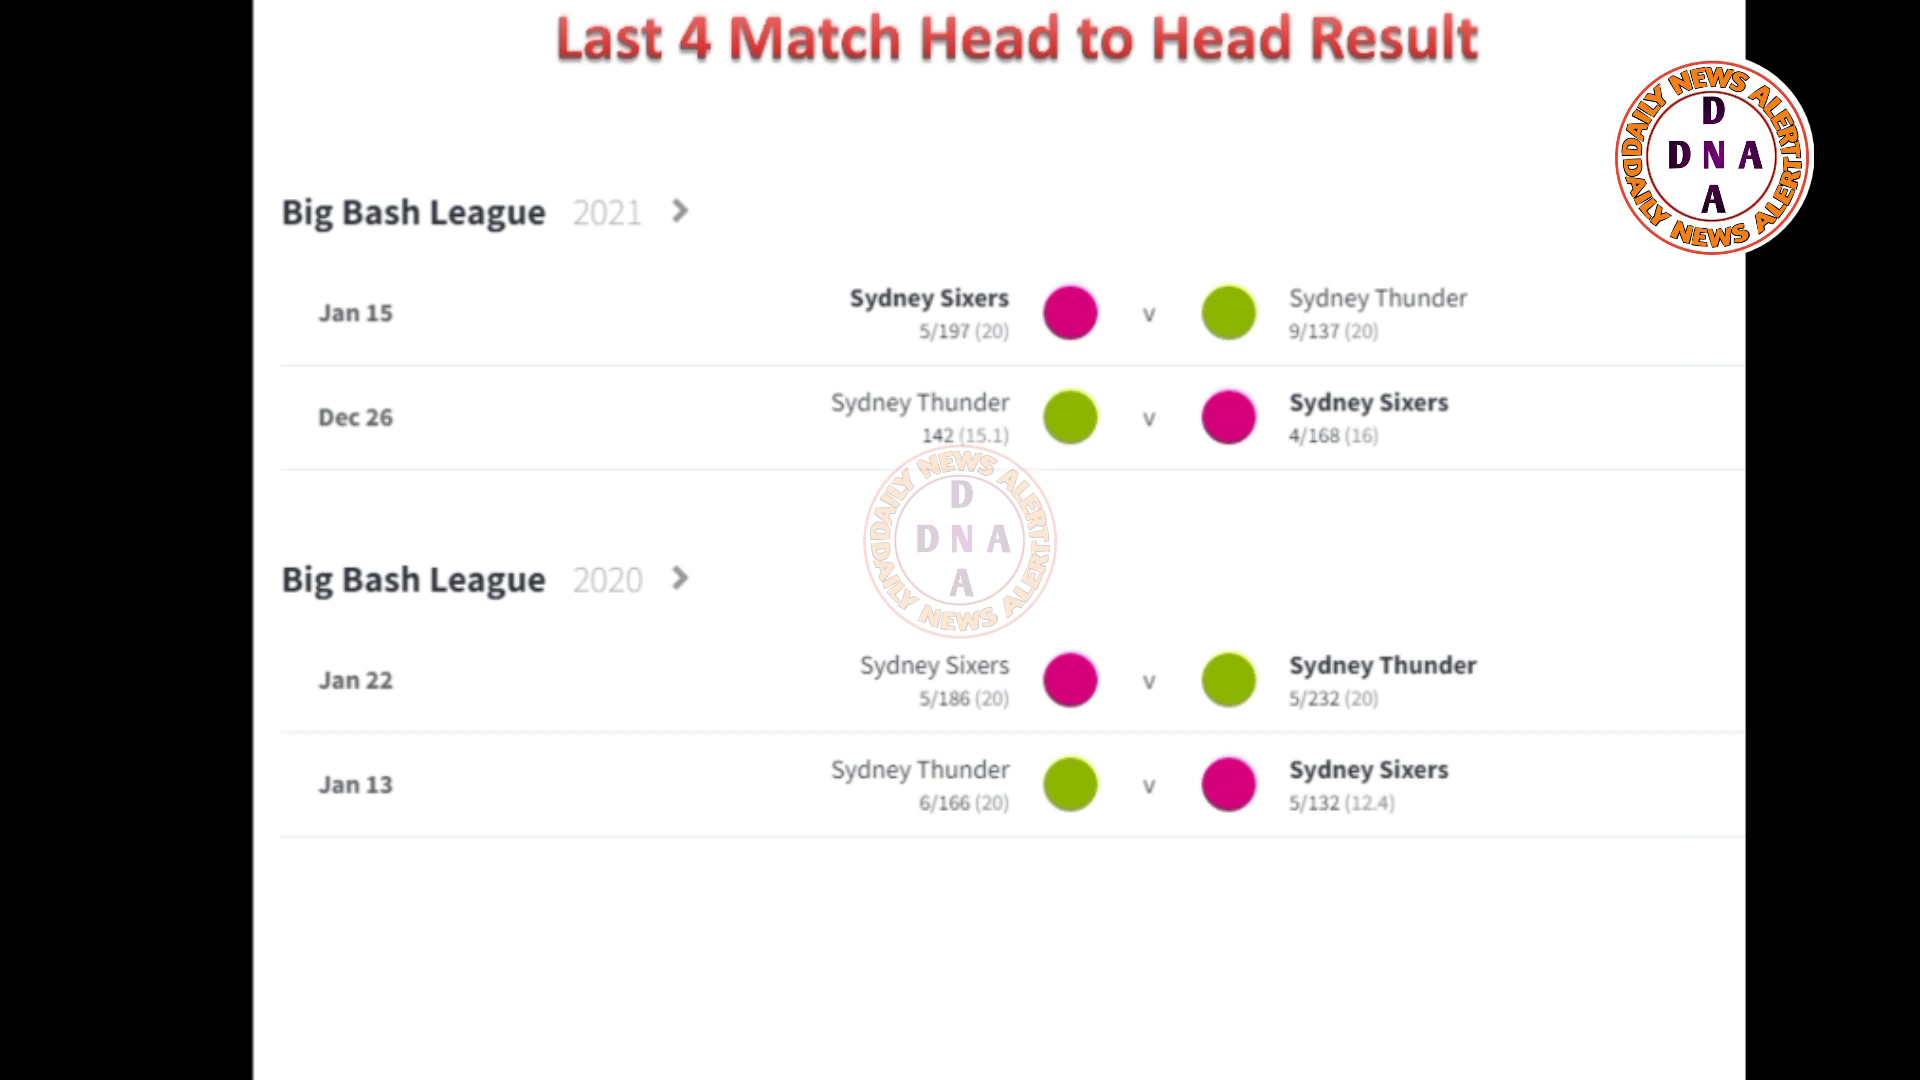 Last 4 Match Head to Head Result
DAILY NEWS ALERT
D
D N A
A
DAILY NEWS ALERT
Big Bash League 2021
Jan 15
Sydney Sixers v Sydney Thunder
5/197 (20) 9/137 (20)
Dec 26
Sydney Thunder v Sydney Sixers
142 (15.1) 4/168 (16)
DAILY NEWS ALERT
D
D N A
A
DAILY NEWS ALERT
Big Bash League 2020
Jan 22
Sydney Sixers v Sydney Thunder
5/186 (20) 5/232 (20)
Jan 13
Sydney Thunder v Sydney Sixers
6/166 (20) 5/132 (12.4)